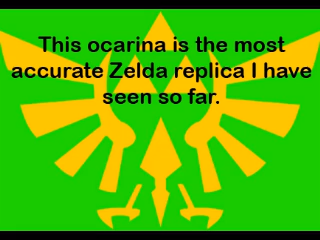 This ocarina is the most
accurate Zelda replica I have
seen so far.